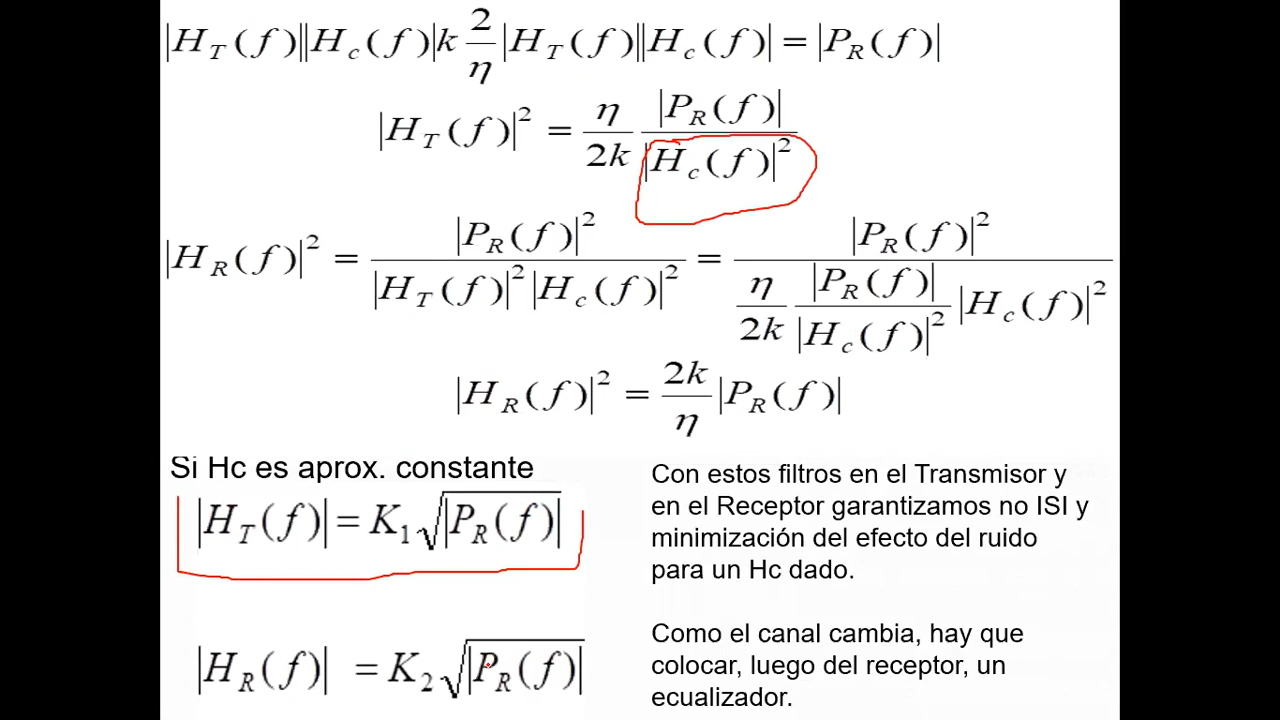 |H_T(f)||H_c(f)|k 2/η |H_T(f)||H_c(f)| = |P_R(f)|
|H_T(f)|² = η/2k |P_R(f)|/|H_c(f)|²
|H_R(f)|² = |P_R(f)|²/|H_T(f)|²|H_c(f)|² = |P_R(f)|²/(η/2k |P_R(f)|/|H_c(f)|² |H_c(f)|²)
|H_R(f)|² = 2k/η |P_R(f)|
Si Hc es aprox. constante
|H_T(f)| = K₁√|P_R(f)|
|H_R(f)| = K₂√|P_R(f)|
Con estos filtros en el Transmisor y
en el Receptor garantizamos no ISI y
minimización del efecto del ruido
para un Hc dado.
Como el canal cambia, hay que
colocar, luego del receptor, un
ecualizador.